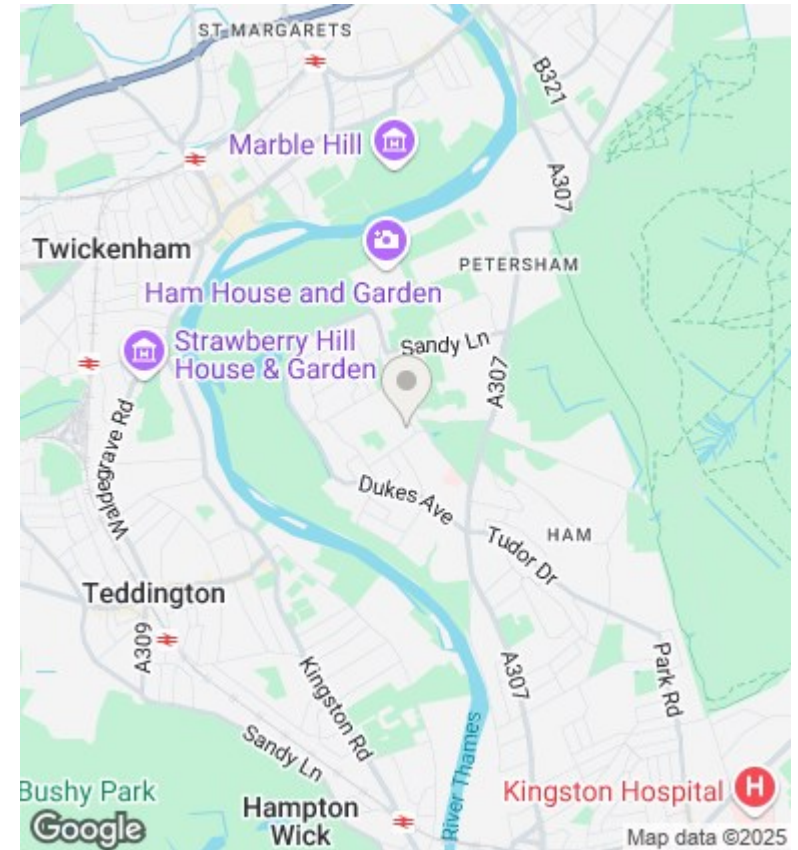 ST MARGARETS
B321
Marble Hill
A307
Twickenham
PETERSHAM
Ham House and Garden
Strawberry Hill
House & Garden
Sandy Ln
A307
Waldegrave Rd
Dukes Ave
HAM
Tudor Dr
Teddington
A309
Kingston Rd
A307
Park Rd
Sandy Ln
River Thames
Bushy Park
Kingston Hospital
H
Hampton
Wick
Google
Map data ©2025